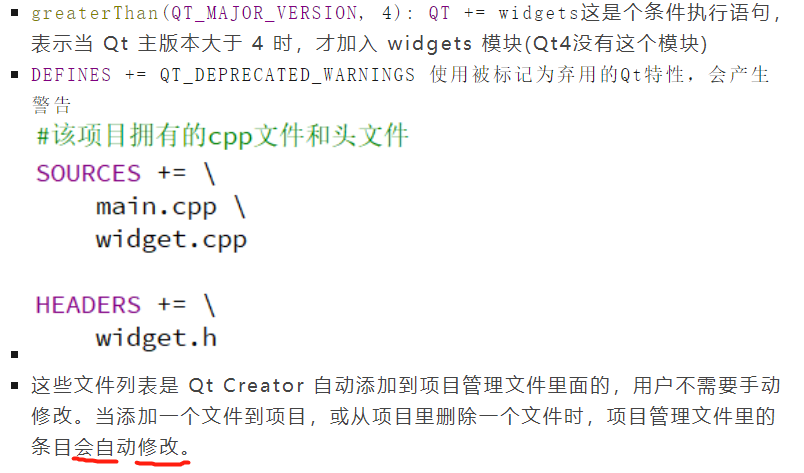 greaterThan(QT_MAJOR_VERSION, 4): QT += widgets这是个条件执行语句，
表示当 Qt 主版本大于 4 时，才加入 widgets 模块(Qt4没有这个模块)
DEFINES += QT_DEPRECATED_WARNINGS 使用被标记为弃用的Qt特性，会产生
警告
#该项目拥有的cpp文件和头文件
SOURCES += \
main.cpp \
widget.cpp
HEADERS += \
widget.h
这些文件列表是 Qt Creator 自动添加到项目管理文件里面的，用户不需要手动
修改。当添加一个文件到项目，或从项目里删除一个文件时，项目管理文件里的
条目会自动修改。